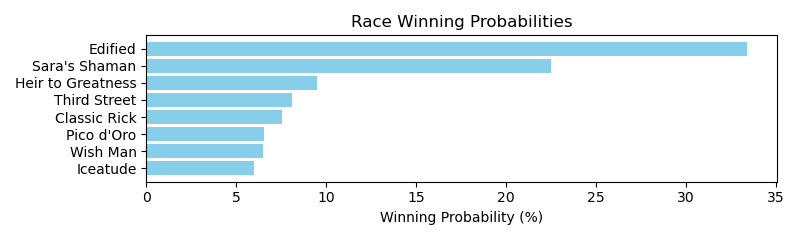 Race Winning Probabilities
Edified
Sara's Shaman
Heir to Greatness
Third Street
Classic Rick
Pico d'Oro
Wish Man
Iceatude
0 5 10 15 20 25 30 35
Winning Probability (%)